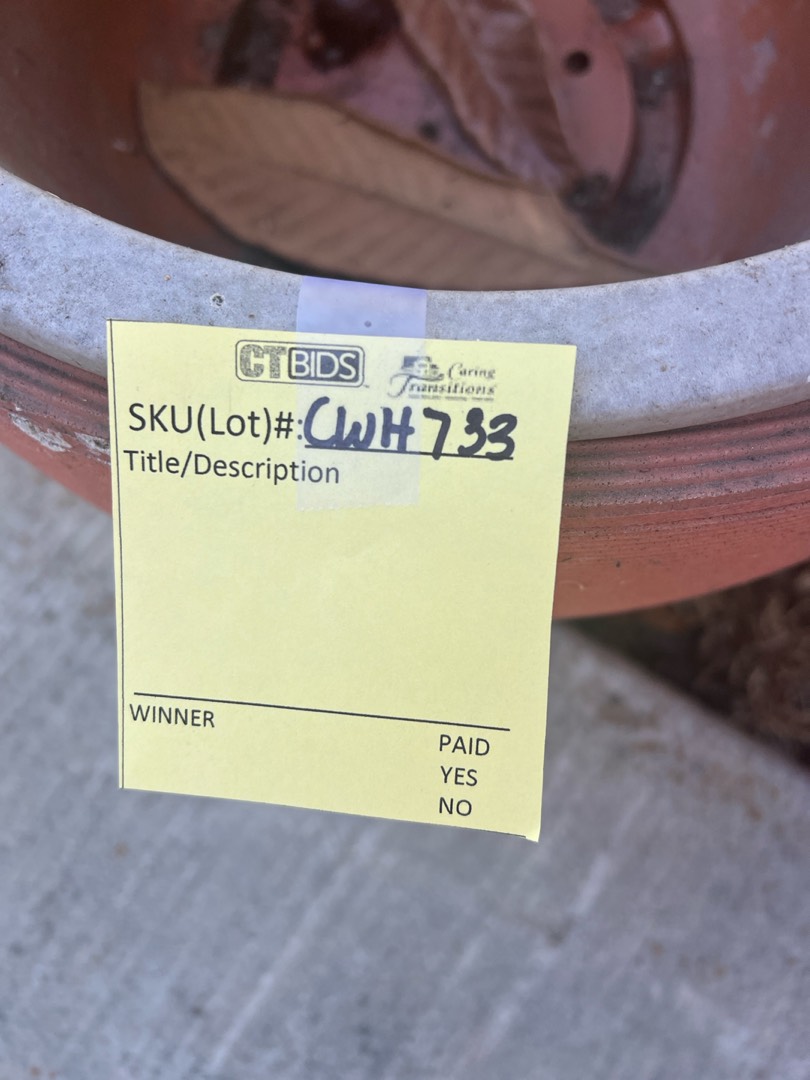 CTBIDS
Caring
Transitions
SKU(Lot)#: CWH733
Title/Description
WINNER
PAID
YES
NO